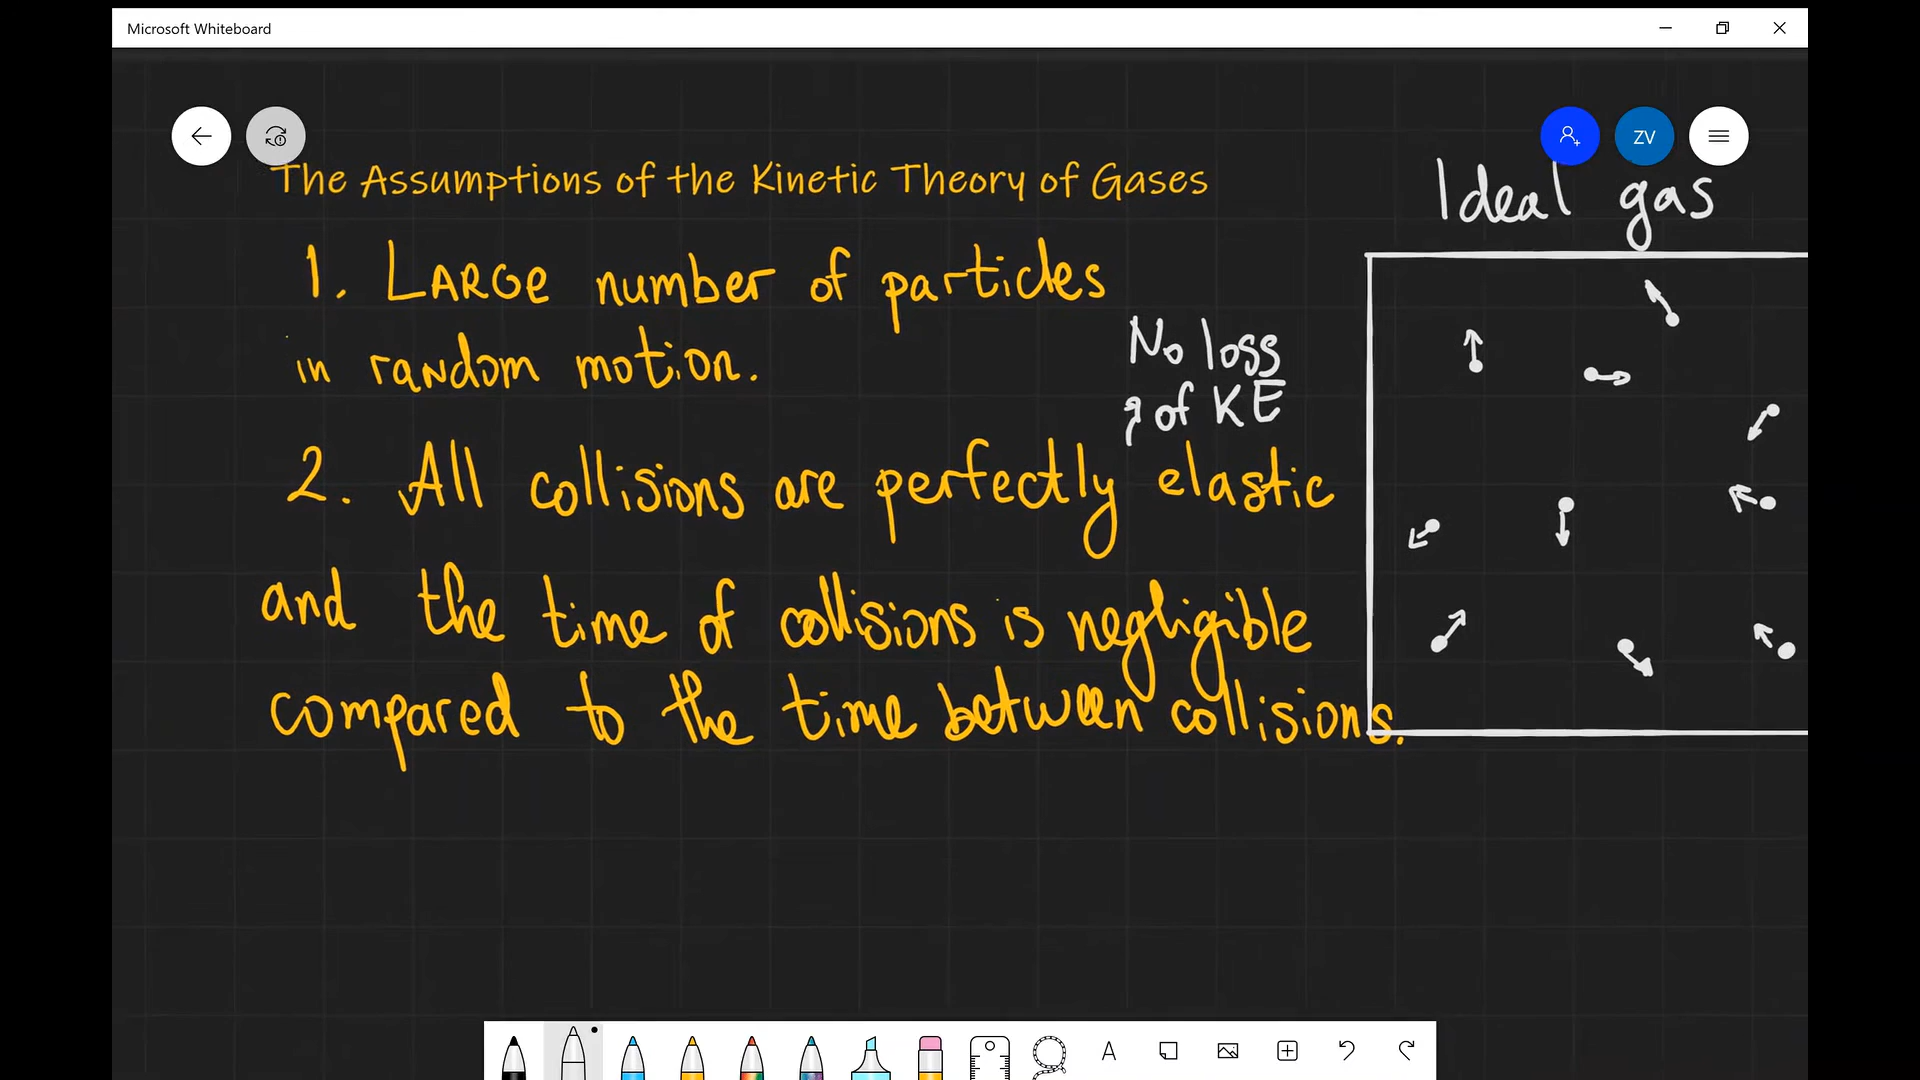 Microsoft Whiteboard
ZV
The Assumptions of the Kinetic Theory of Gases
Ideal gas
1. LARGE number of particles
in random motion.
No loss
of KE
2. All collisions are perfectly elastic
and the time of collisions is negligible
compared to the time between collisions.
A